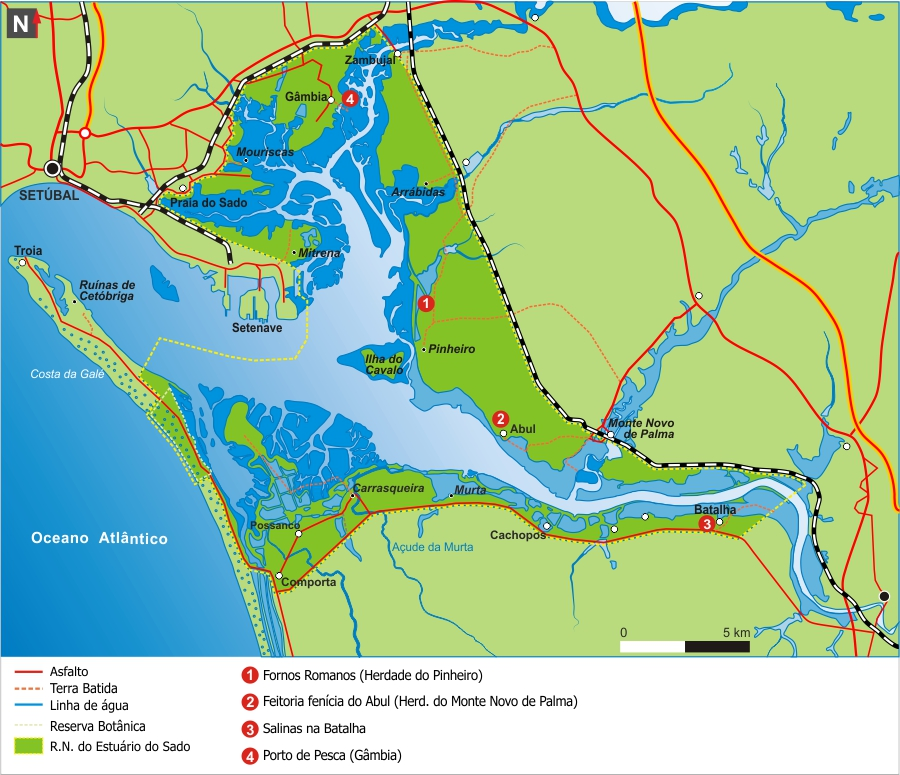 N
Zambujal
Gâmbia
4
Mouriscas
SETÚBAL
Praia do Sado
Arrábidas
Troia
Mitrena
Ruínas de
Cetóbriga
1
Setenave
Pinheiro
Ilha do
Cavalo
Costa da Galé
2
Abul
Monte Novo
de Palma
Carrasqueira
Murta
Batalha
3
Possanco
Cachopos
Oceano Atlântico
Açude da Murta
Comporta
0 5 km
Asfalto
Terra Batida
Linha de água
Reserva Botânica
R.N. do Estuário do Sado
1 Fornos Romanos (Herdade do Pinheiro)
2 Feitoria fenícia do Abul (Herd. do Monte Novo de Palma)
3 Salinas na Batalha
4 Porto de Pesca (Gâmbia)